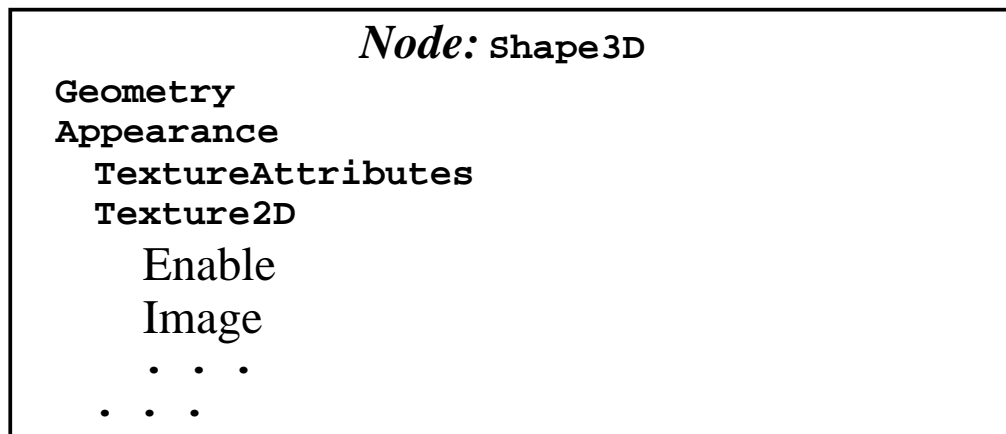 Node: Shape3D
Geometry
Appearance
TextureAttributes
Texture2D
Enable
Image
. . .
. . .